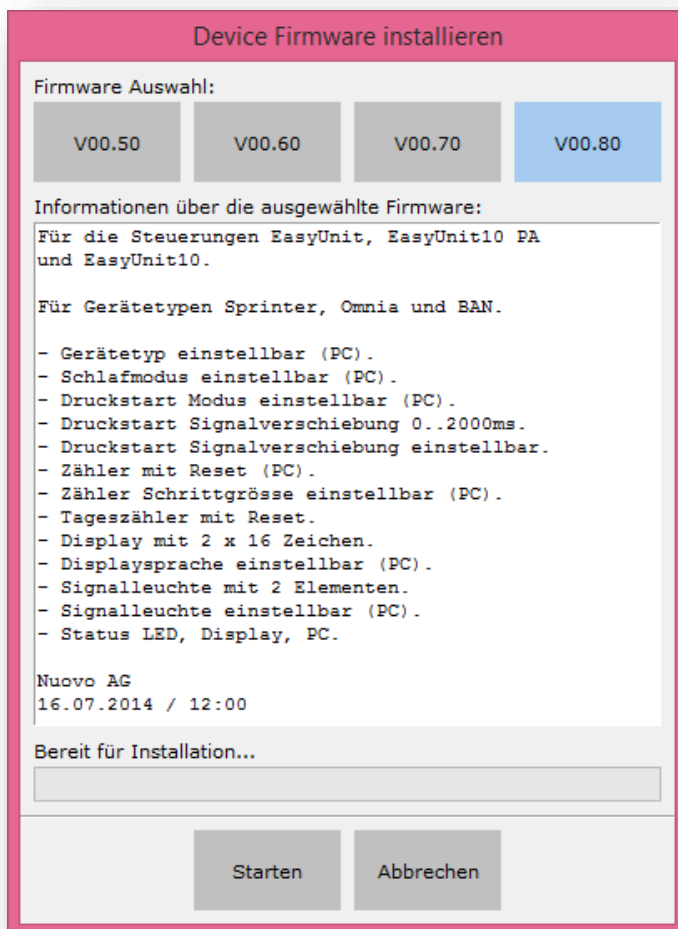 Device Firmware installieren
Firmware Auswahl:
V00.50 V00.60 V00.70 V00.80
Informationen über die ausgewählte Firmware:
Für die Steuerungen EasyUnit, EasyUnit10 PA
und EasyUnit10.
Für Gerätetypen Sprinter, Omnia und BAN.
- Gerätetyp einstellbar (PC).
- Schlafmodus einstellbar (PC).
- Druckstart Modus einstellbar (PC).
- Druckstart Signalverschiebung 0..2000ms.
- Druckstart Signalverschiebung einstellbar.
- Zähler mit Reset (PC).
- Zähler Schrittgrösse einstellbar (PC).
- Tageszähler mit Reset.
- Display mit 2 x 16 Zeichen.
- Displaysprache einstellbar (PC).
- Signalleuchte mit 2 Elementen.
- Signalleuchte einstellbar (PC).
- Status LED, Display, PC.
Nuovo AG
16.07.2014 / 12:00
Bereit für Installation...
Starten Abbrechen